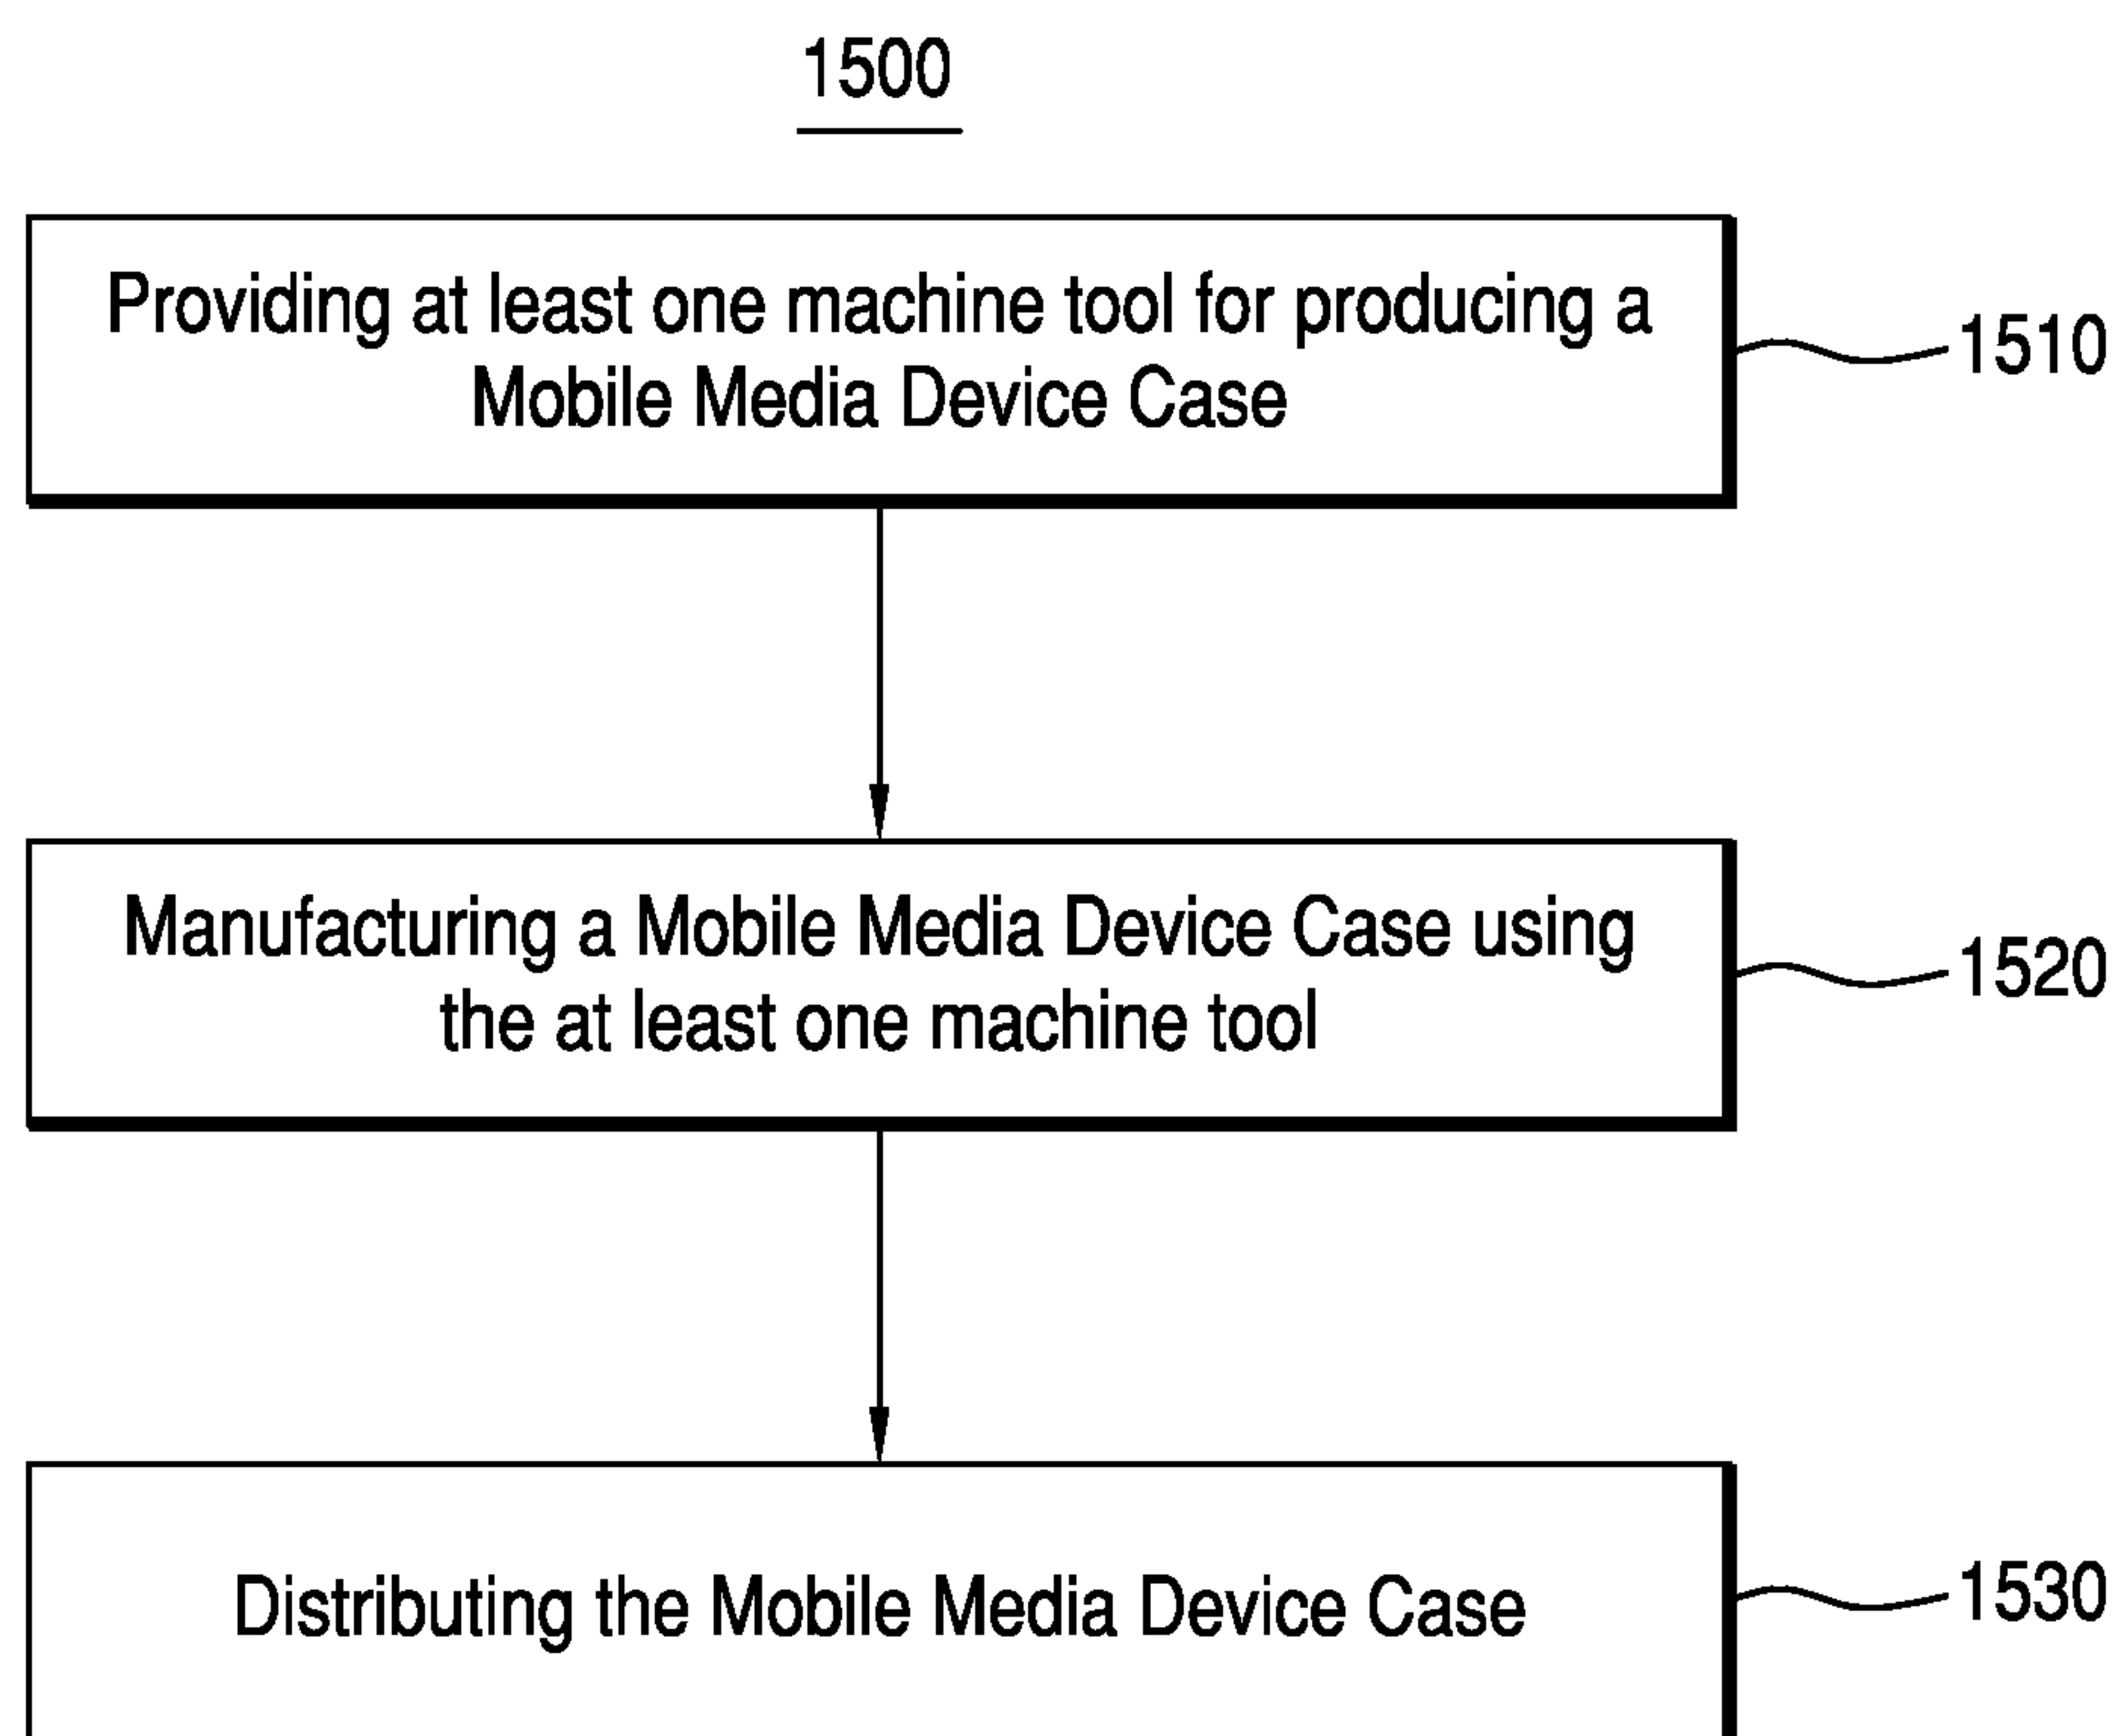 1500
Providing at least one machine tool for producing a
Mobile Media Device Case
1510
Manufacturing a Mobile Media Device Case using
the at least one machine tool
1520
Distributing the Mobile Media Device Case
1530